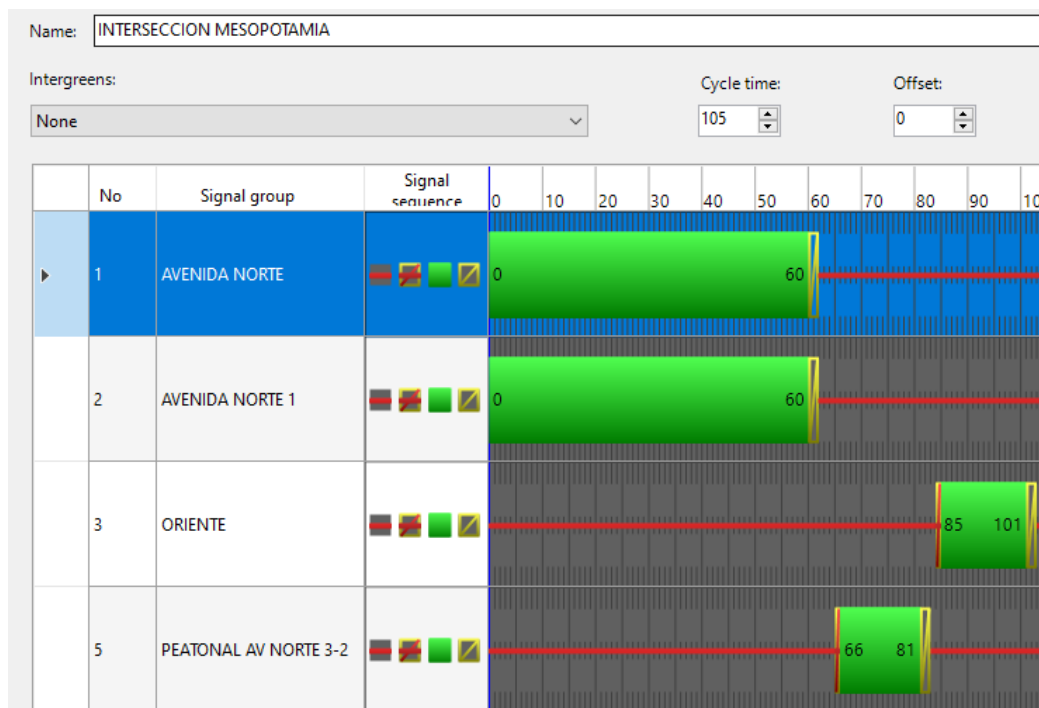 Name: INTERSECCION MESOPOTAMIA
Intergreens: Cycle time: Offset:
None 105 0
No Signal group Signal sequence 0 10 20 30 40 50 60 70 80 90 10
1 AVENIDA NORTE 0 60
2 AVENIDA NORTE 1 0 60
3 ORIENTE 85 101
5 PEATONAL AV NORTE 3-2 66 81